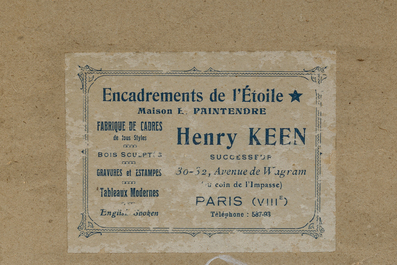 Encadrements de l'Étoile ★
Maison E. PAINTENDRE
FABRIQUE DE CADRES
de tous Styles
BOIS SCULPTÉS
GRAVURES et ESTAMPES
Tableaux Modernes
English Spoken
Henry KEEN
SUCCESSEUR
30-32, Avenue de Wagram
(au coin de l'Impasse)
PARIS (VIIIe)
Téléphone : 587-93